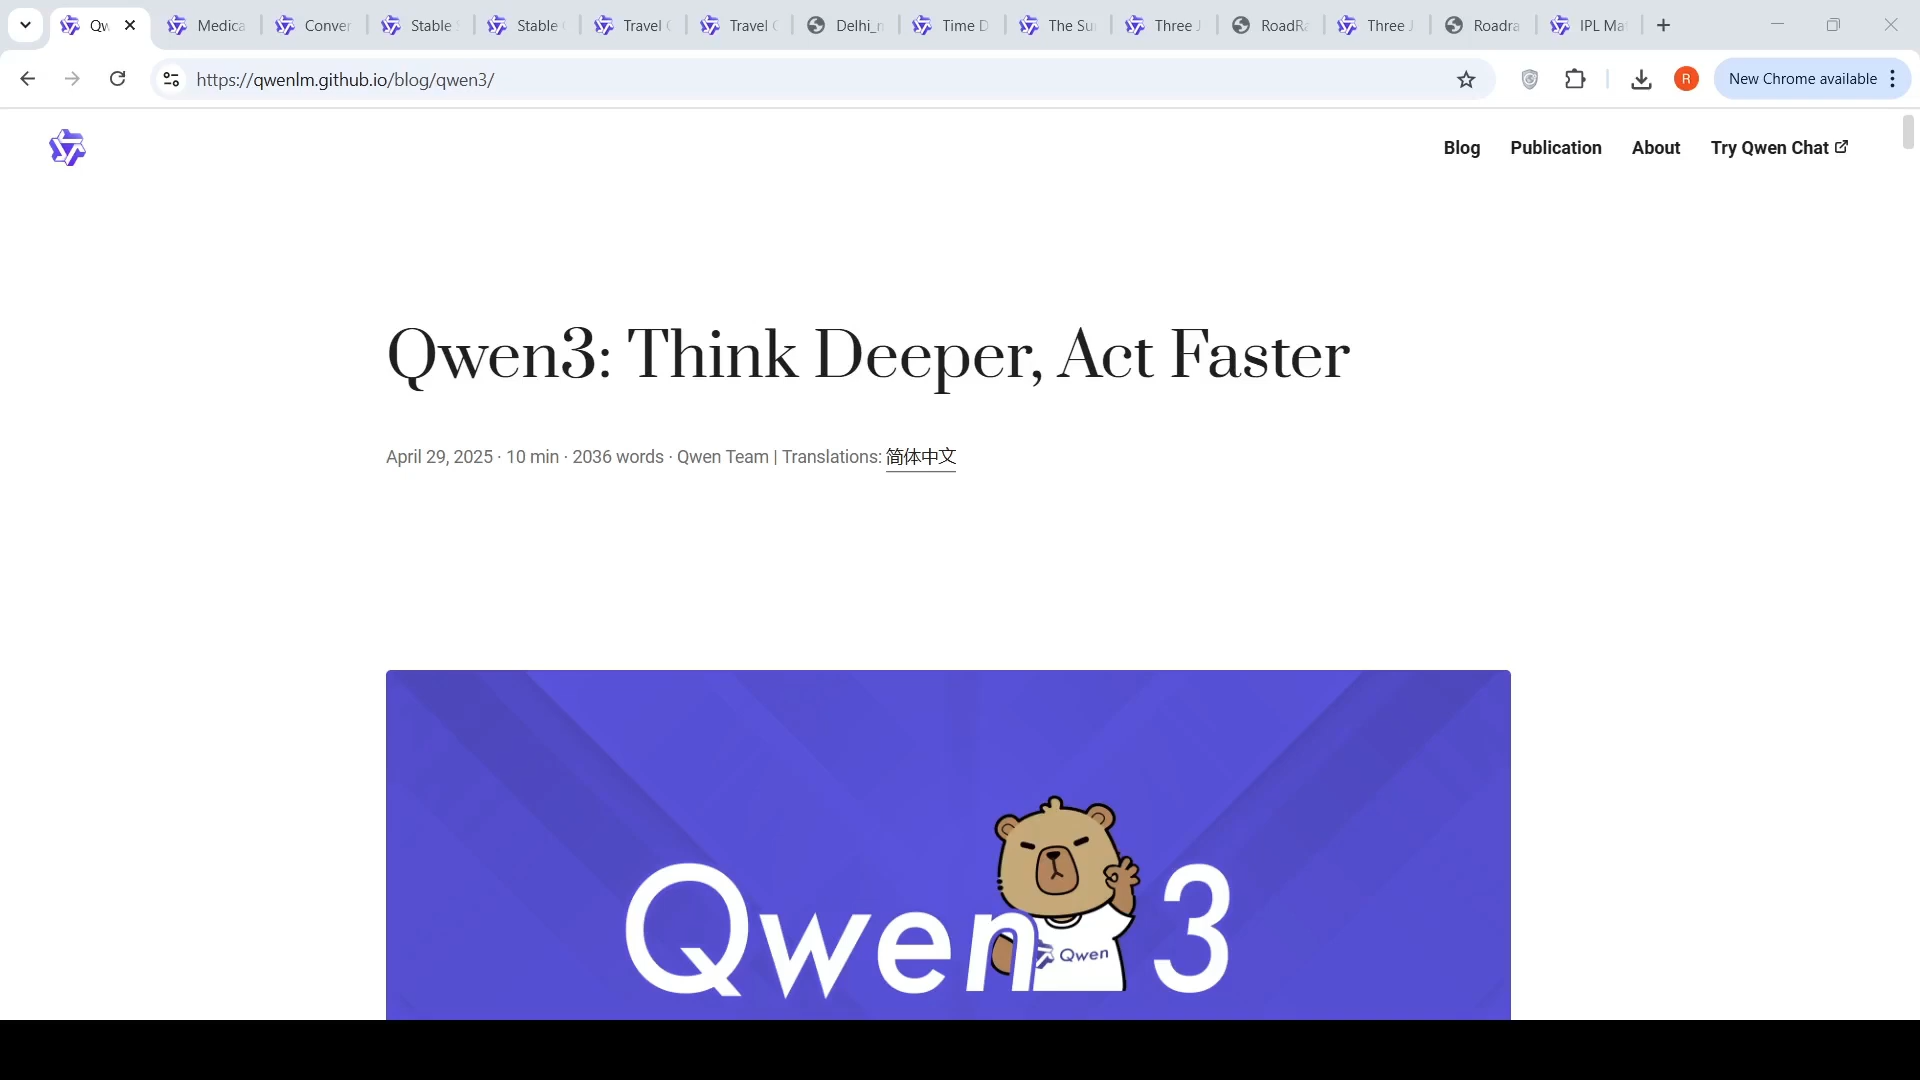 Qw
Medica
Conver
Stable
Stable
Travel
Travel
Delhi_n
Time D
The Su
Three J
RoadRa
Three J
Roadra
IPL Ma
https://qwenlm.github.io/blog/qwen3/
R
New Chrome available
Blog
Publication
About
Try Qwen Chat
Qwen3: Think Deeper, Act Faster
April 29, 2025 · 10 min · 2036 words · Qwen Team | Translations: 简体中文
Qwen 3
Qwen